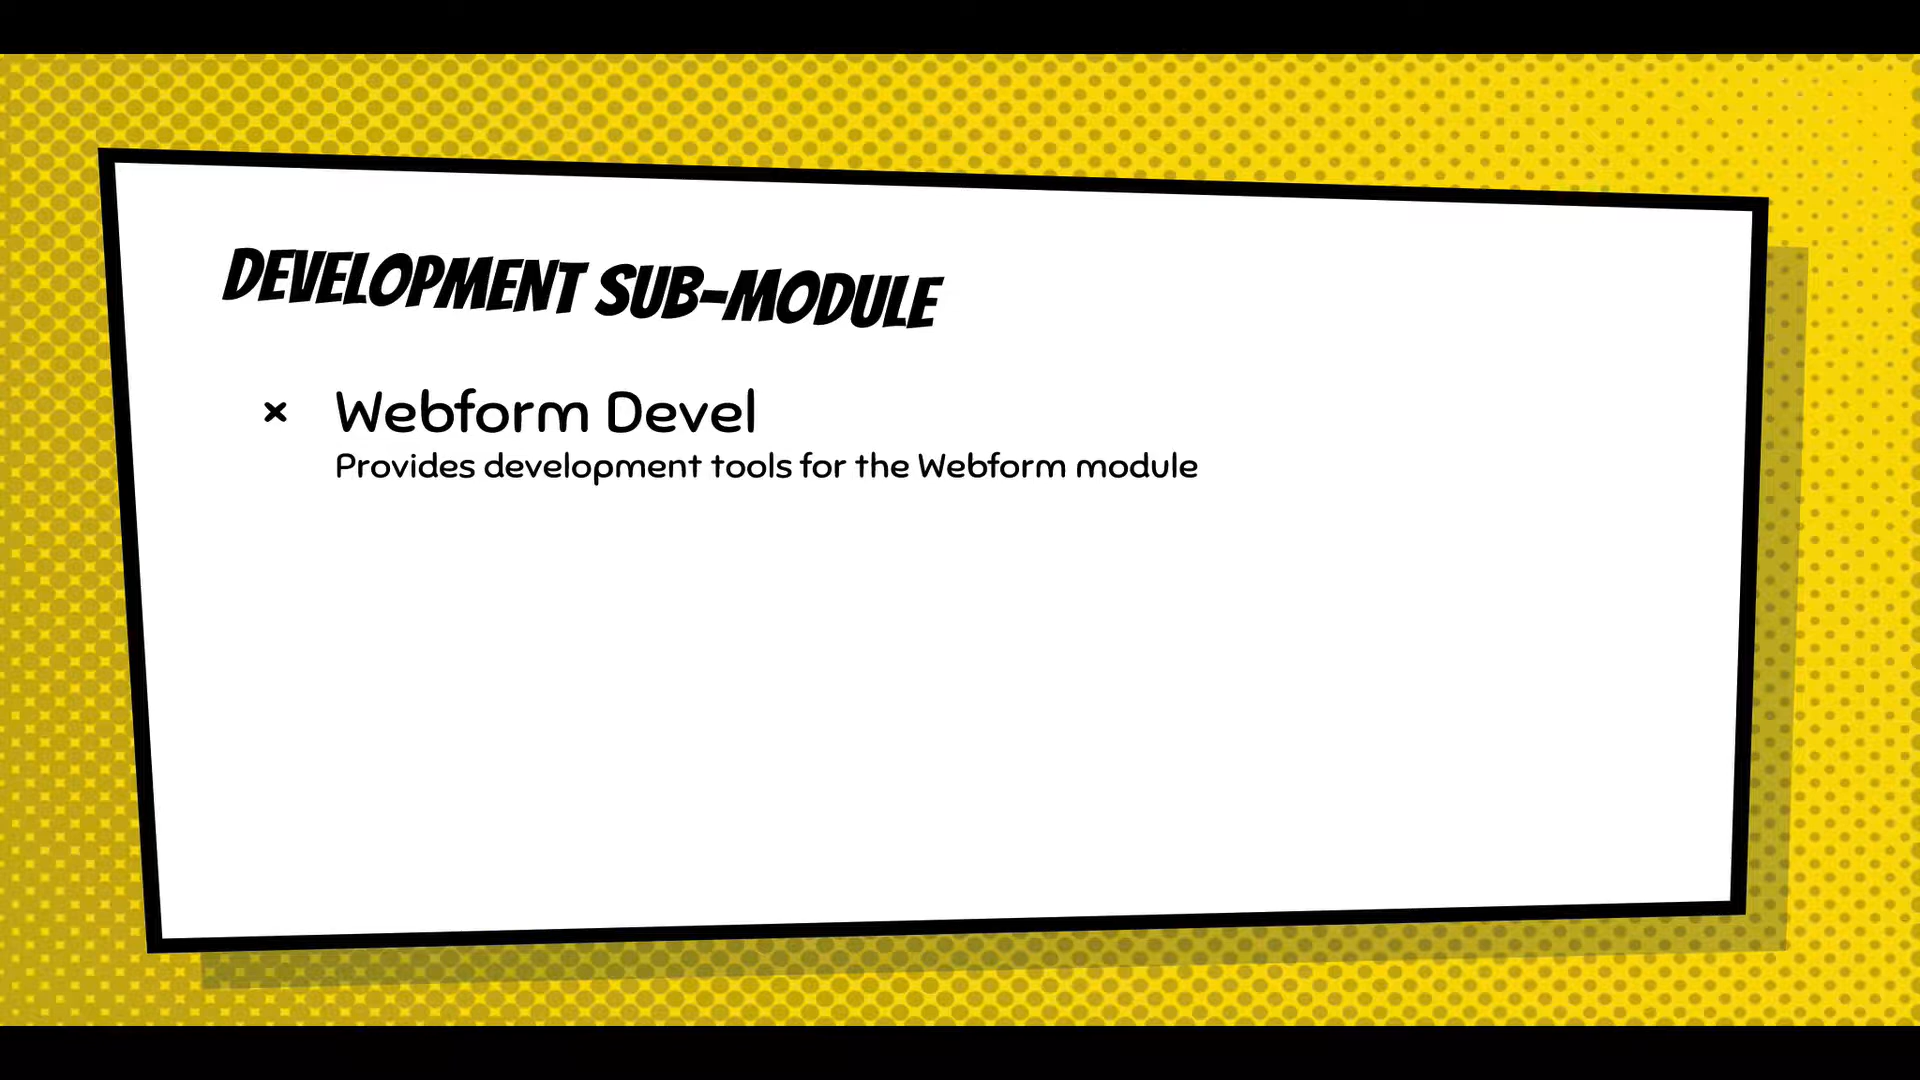 DEVELOPMENT SUB-MODULE
× Webform Devel
Provides development tools for the Webform module